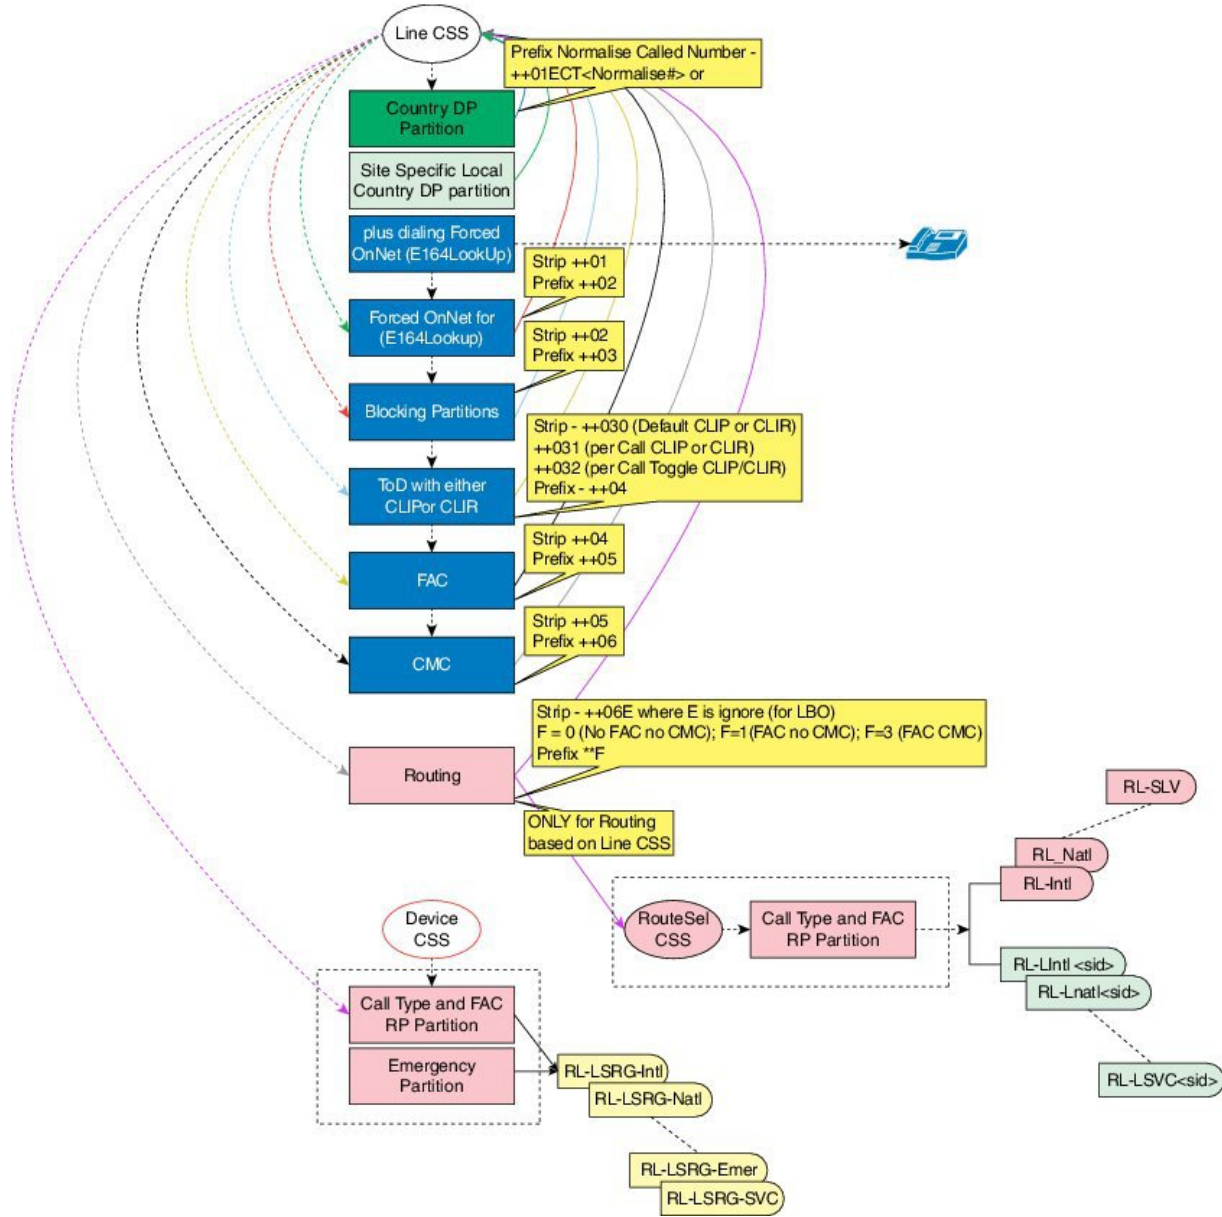 Line CSS
Prefix Normalise Called Number -
++01ECT<Normalise#> or
Country DP
Partition
Site Specific Local
Country DP partition
plus dialing Forced
OnNet (E164LookUp)
Strip ++01
Prefix ++02
Forced OnNet for
(E164Lookup)
Strip ++02
Prefix ++03
Blocking Partitions
Strip - ++030 (Default CLIP or CLIR)
++031 (per Call CLIP or CLIR)
++032 (per Call Toggle CLIP/CLIR)
Prefix - ++04
ToD with either
CLIPor CLIR
Strip ++04
Prefix ++05
FAC
Strip ++05
Prefix ++06
CMC
Strip - ++06E where E is ignore (for LBO)
F = 0 (No FAC no CMC); F=1(FAC no CMC); F=3 (FAC CMC)
Prefix **F
Routing
ONLY for Routing
based on Line CSS
RL-SLV
RL_Natl
RL-Intl
RouteSel
CSS
Call Type and FAC
RP Partition
RL-LIntl <sid>
RL-Lnatl<sid>
RL-LSVC<sid>
Device
CSS
Call Type and FAC
RP Partition
Emergency
Partition
RL-LSRG-Intl
RL-LSRG-Natl
RL-LSRG-Emer
RL-LSRG-SVC